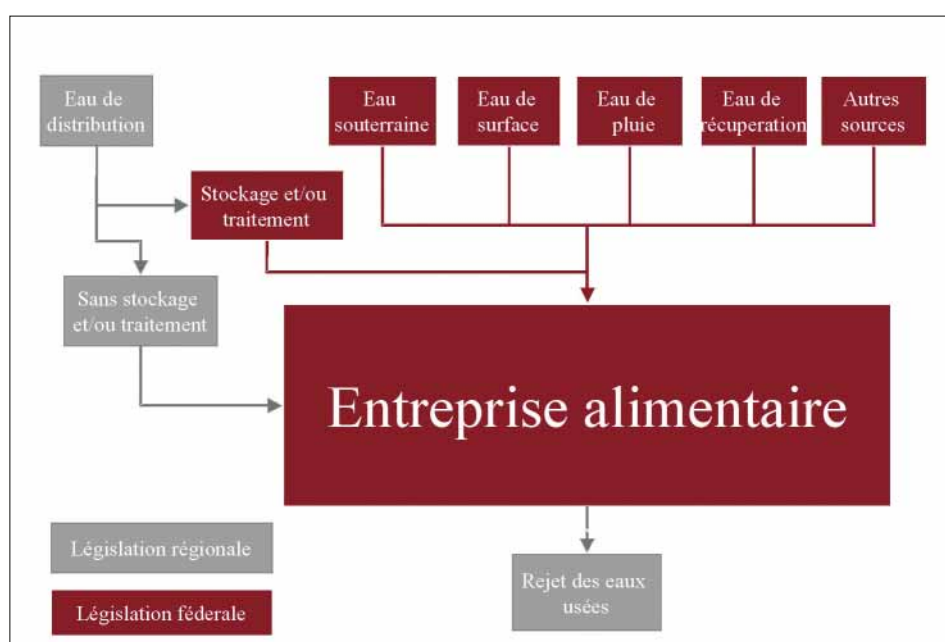 Eau de
distribution
Eau
souterraine
Eau de
surface
Eau de
pluie
Eau de
récuperation
Autres
sources
Stockage et/ou
traitement
Sans stockage
et/ou traitement
Entreprise alimentaire
Législation régionale
Législation féderale
Rejet des eaux
usées